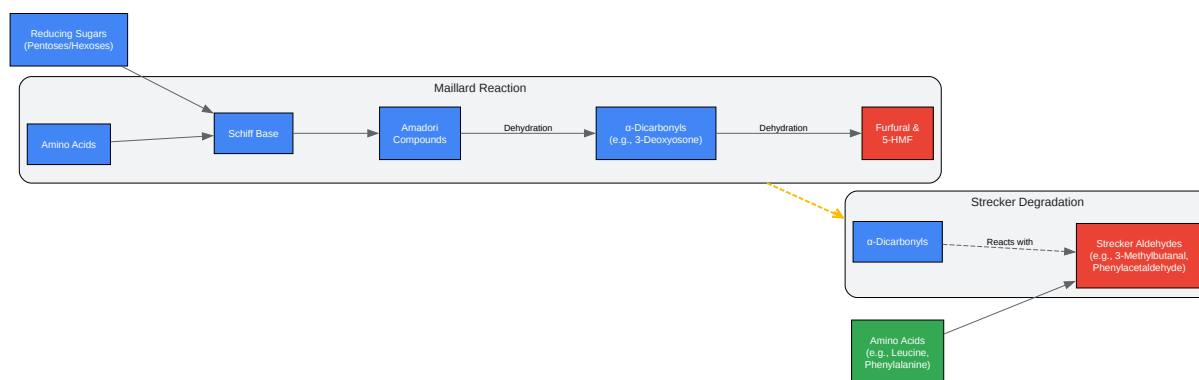 Reducing Sugars
(Pentoses/Hexoses)
Maillard Reaction
Amino Acids
Schiff Base
Amadori
Compounds
Dehydration
α-Dicarbonyls
(e.g., 3-Deoxyosone)
Dehydration
Furfural &
5-HMF
Strecker Degradation
α-Dicarbonyls
Reacts with
Strecker Aldehydes
(e.g., 3-Methylbutanal,
Phenylacetaldehyde)
Amino Acids
(e.g., Leucine,
Phenylalanine)